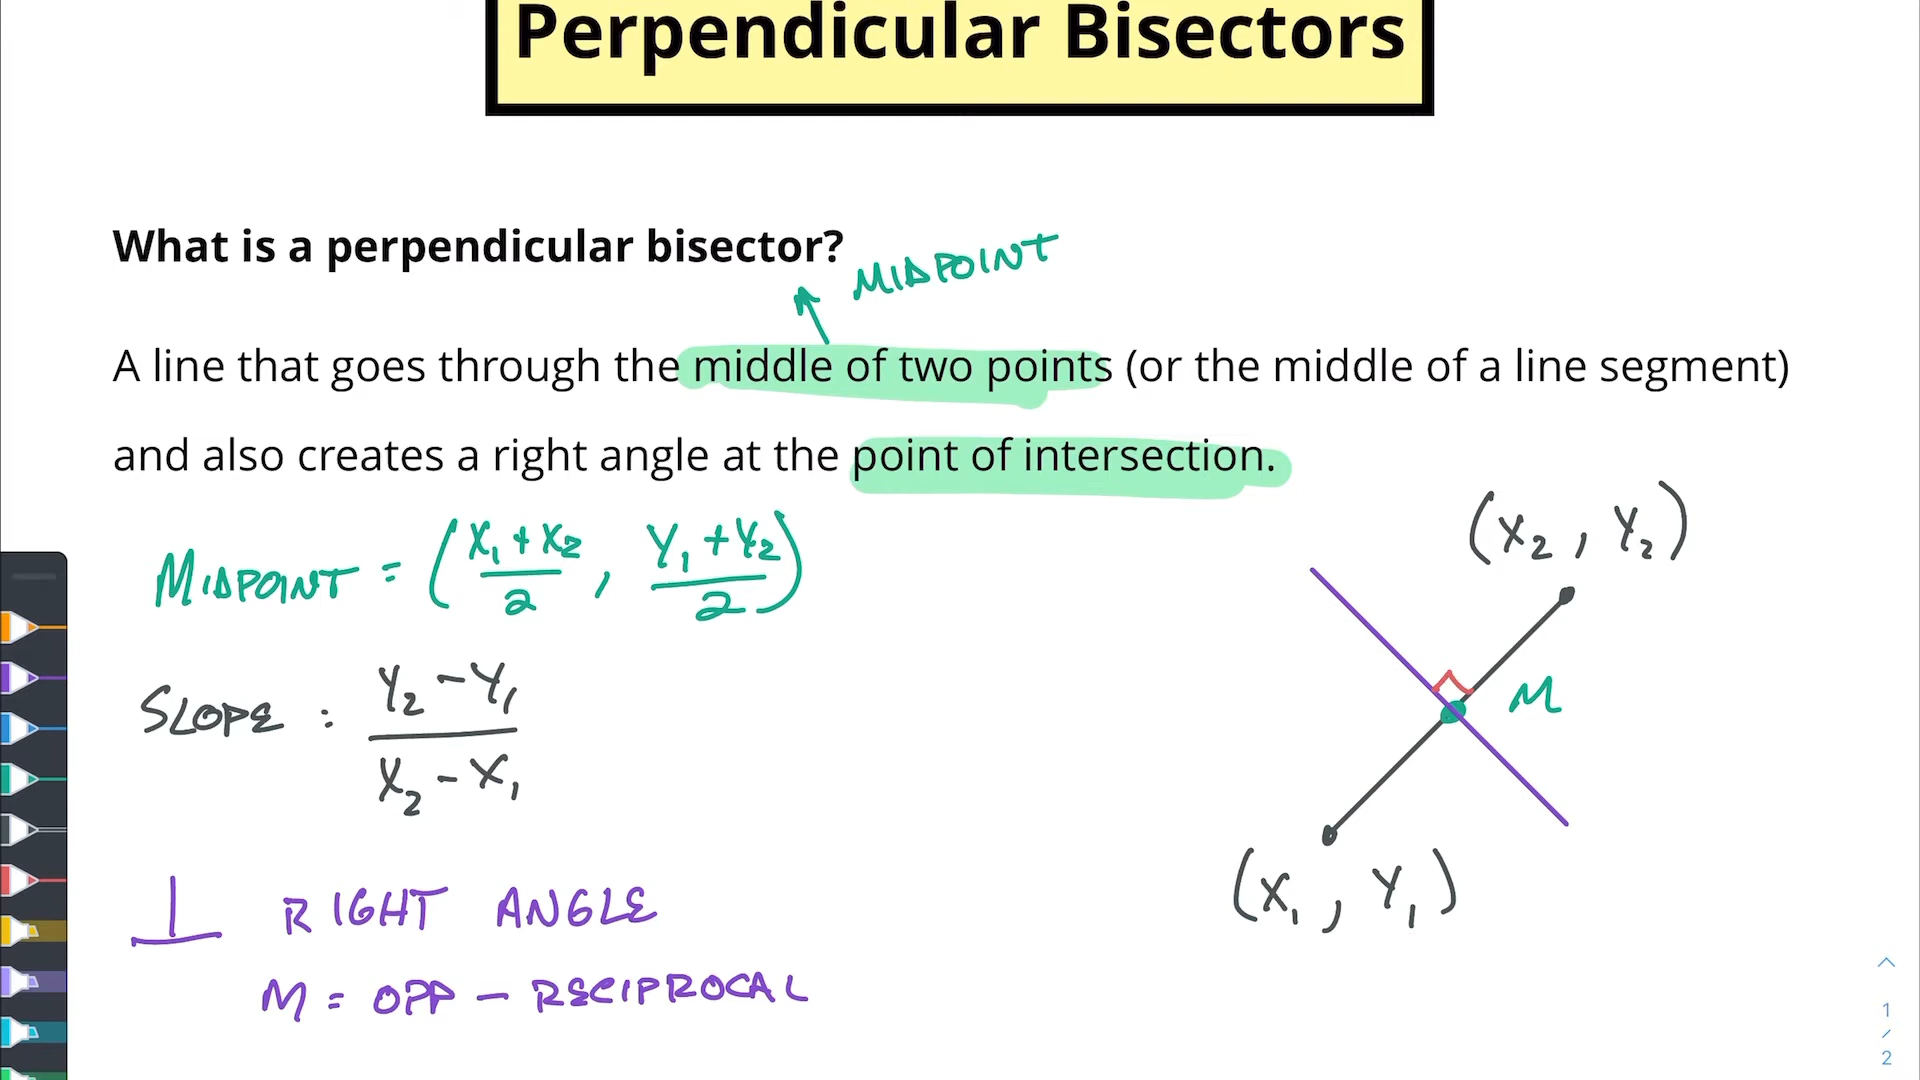 Perpendicular Bisectors
What is a perpendicular bisector?
MIDPOINT
A line that goes through the middle of two points (or the middle of a line segment)
and also creates a right angle at the point of intersection.
MIDPOINT = ( X₁ + X₂ / 2 , Y₁ + Y₂ / 2 )
(X₂ , Y₂)
SLOPE : Y₂ - Y₁ / X₂ - X₁
M
(X₁ , Y₁)
⊥ RIGHT ANGLE
M = OPP - RECIPROCAL
1
/
2